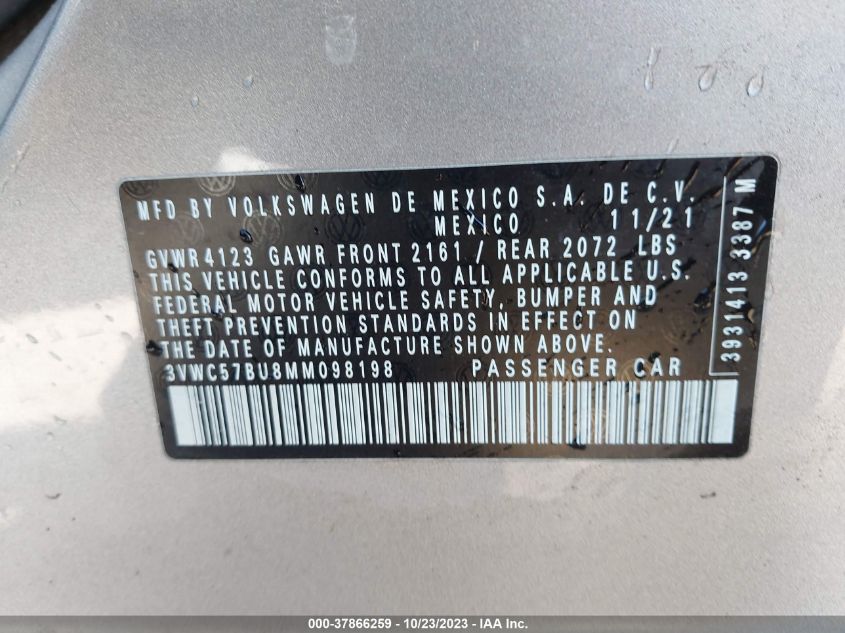 MFD BY VOLKSWAGEN DE MEXICO S.A. DE C.V.
MEXICO 11/21
GVWR 4123 GAWR FRONT 2161 / REAR 2072 LBS
THIS VEHICLE CONFORMS TO ALL APPLICABLE U.S.
FEDERAL MOTOR VEHICLE SAFETY, BUMPER AND
THEFT PREVENTION STANDARDS IN EFFECT ON
THE DATE OF MANUFACTURE SHOWN ABOVE.
3VWC57BU8MM098198 PASSENGER CAR
3931413 3387 M
000-37866259 - 10/23/2023 - © IAA, Inc.